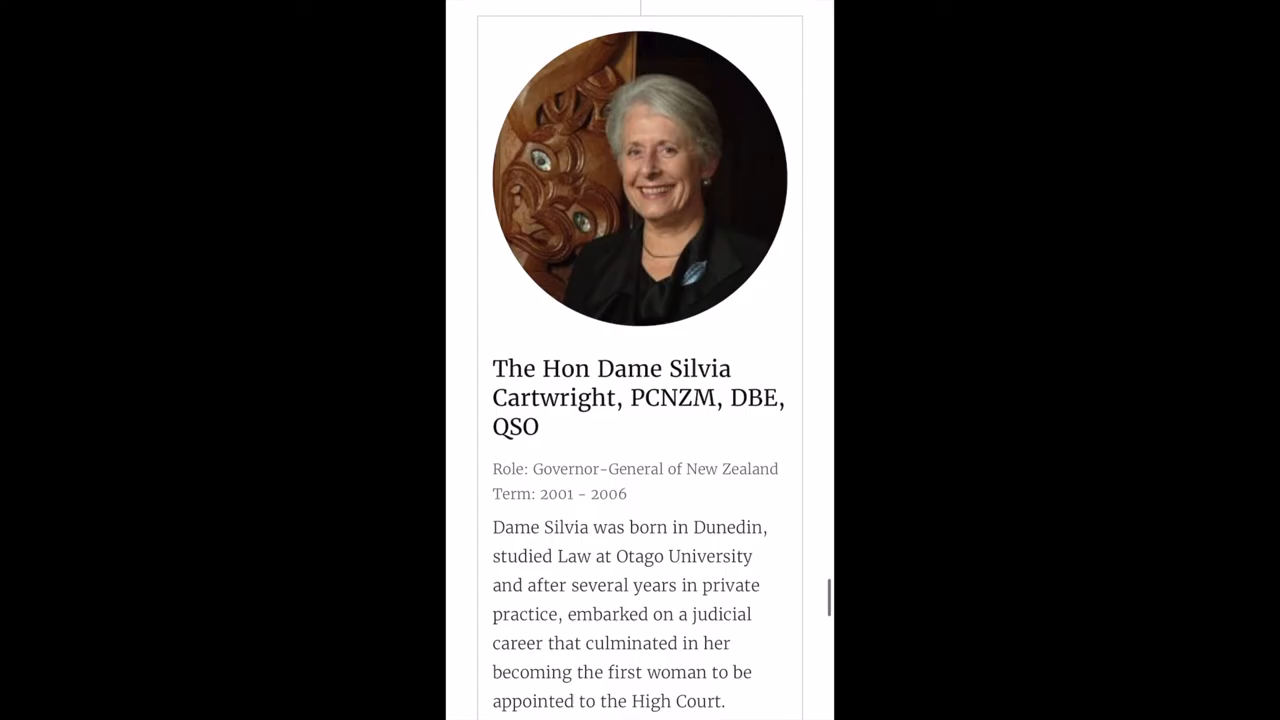 The Hon Dame Silvia
Cartwright, PCNZM, DBE,
QSO
Role: Governor-General of New Zealand
Term: 2001 - 2006
Dame Silvia was born in Dunedin,
studied Law at Otago University
and after several years in private
practice, embarked on a judicial
career that culminated in her
becoming the first woman to be
appointed to the High Court.